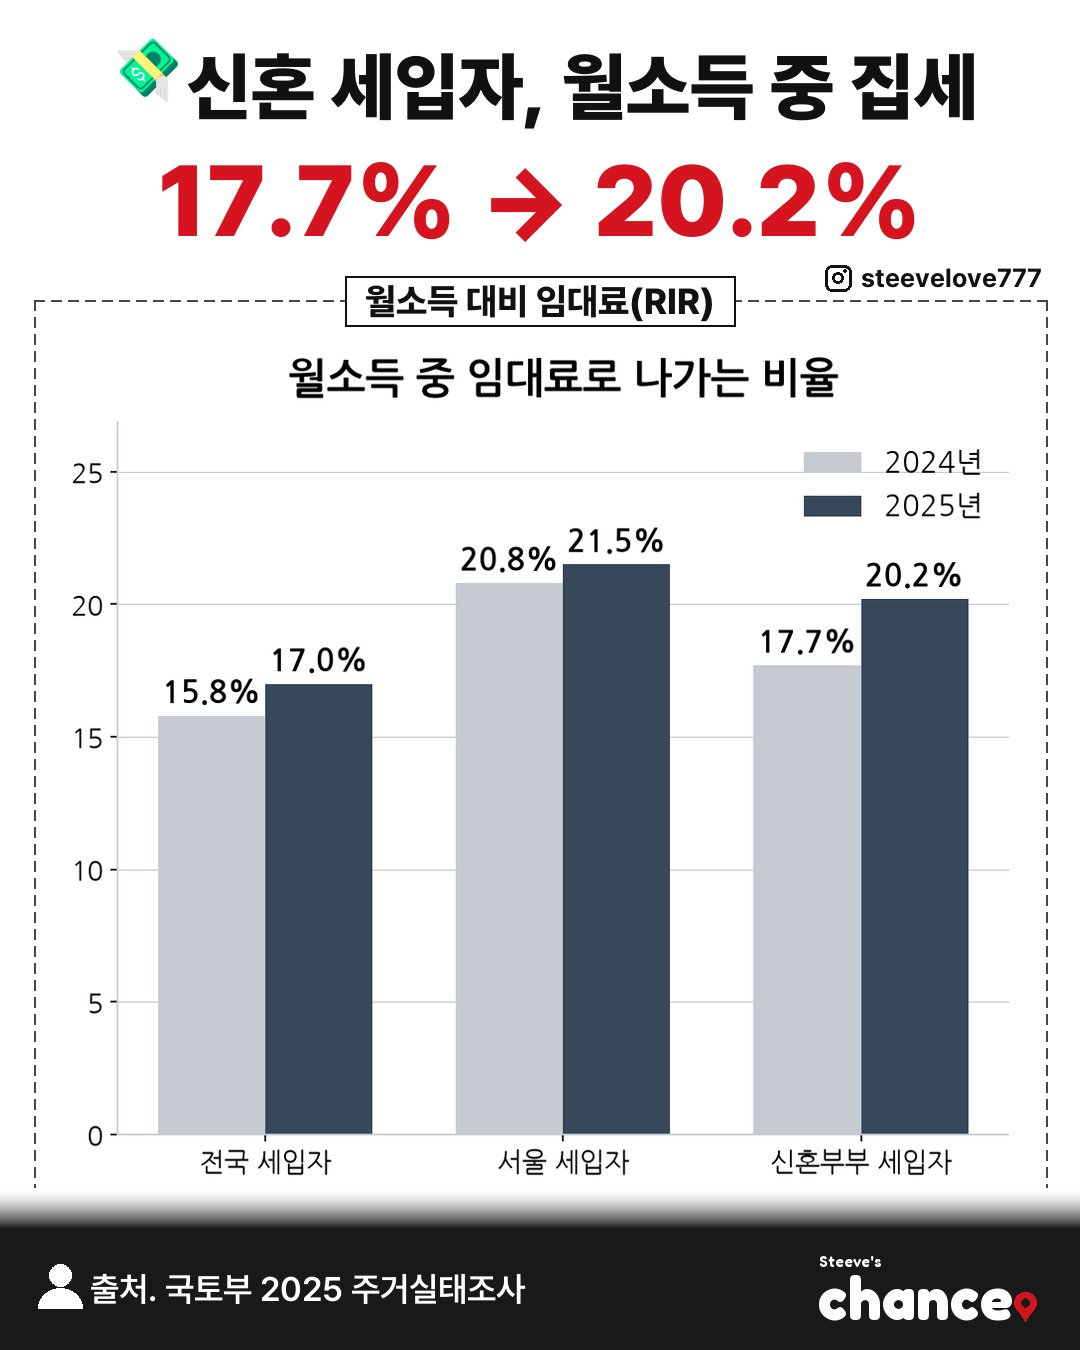 신혼 세입자, 월소득 중 집세
17.7% → 20.2%
steevelove777
월소득 대비 임대료(RIR)
월소득 중 임대료로 나가는 비율
2024년
2025년
25
20
15
10
5
0
15.8%
17.0%
20.8%
21.5%
17.7%
20.2%
전국 세입자
서울 세입자
신혼부부 세입자
출처. 국토부 2025 주거실태조사
Steeve's
chance